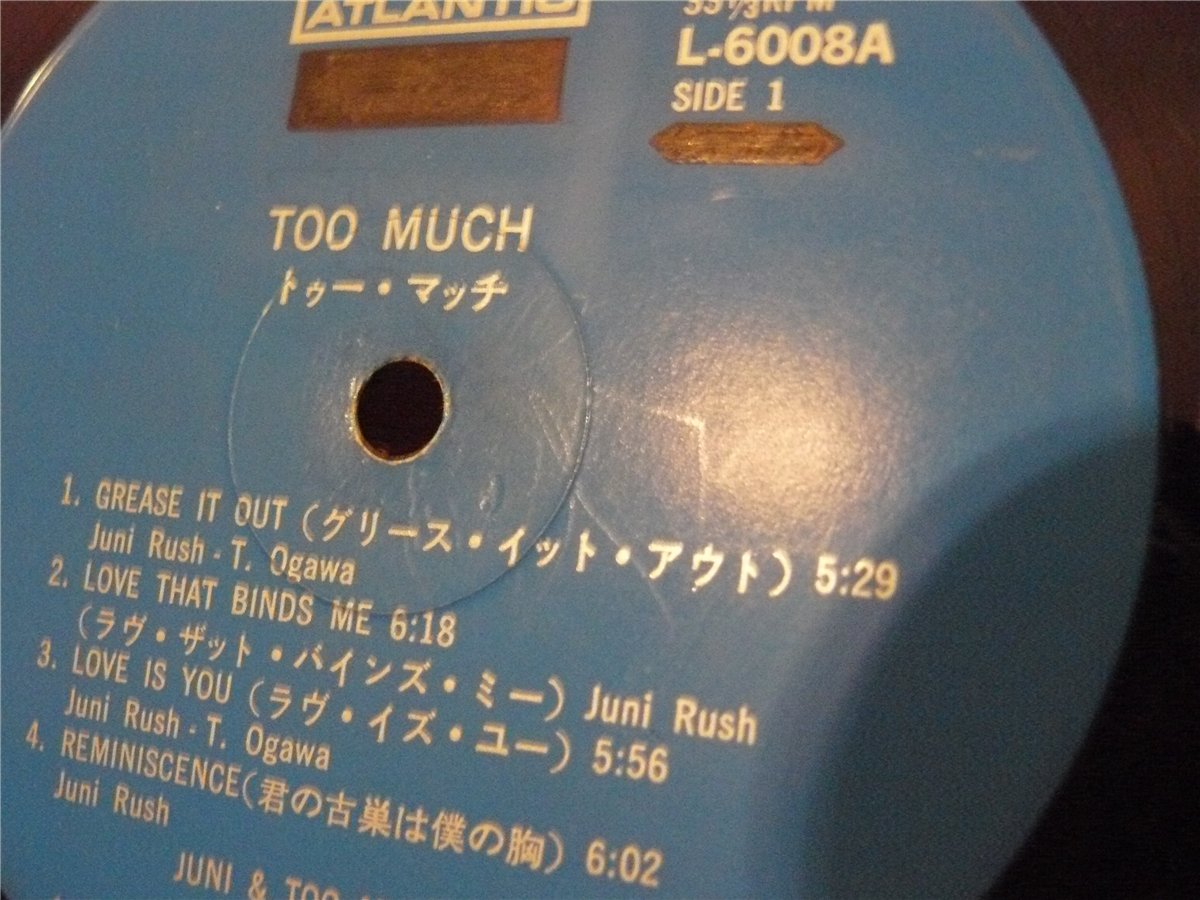 ATLANTIC
33 1/3 RPM
L-6008A
SIDE 1
TOO MUCH
トゥー・マッチ
1. GREASE IT OUT (グリース・イット・アウト) 5:29
Juni Rush - T. Ogawa
2. LOVE THAT BINDS ME 6:18
(ラヴ・ザット・バインズ・ミー) Juni Rush
3. LOVE IS YOU (ラヴ・イズ・ユー) 5:56
Juni Rush - T. Ogawa
4. REMINISCENCE(君の古巣は僕の胸) 6:02
Juni Rush
JUNI & TOO